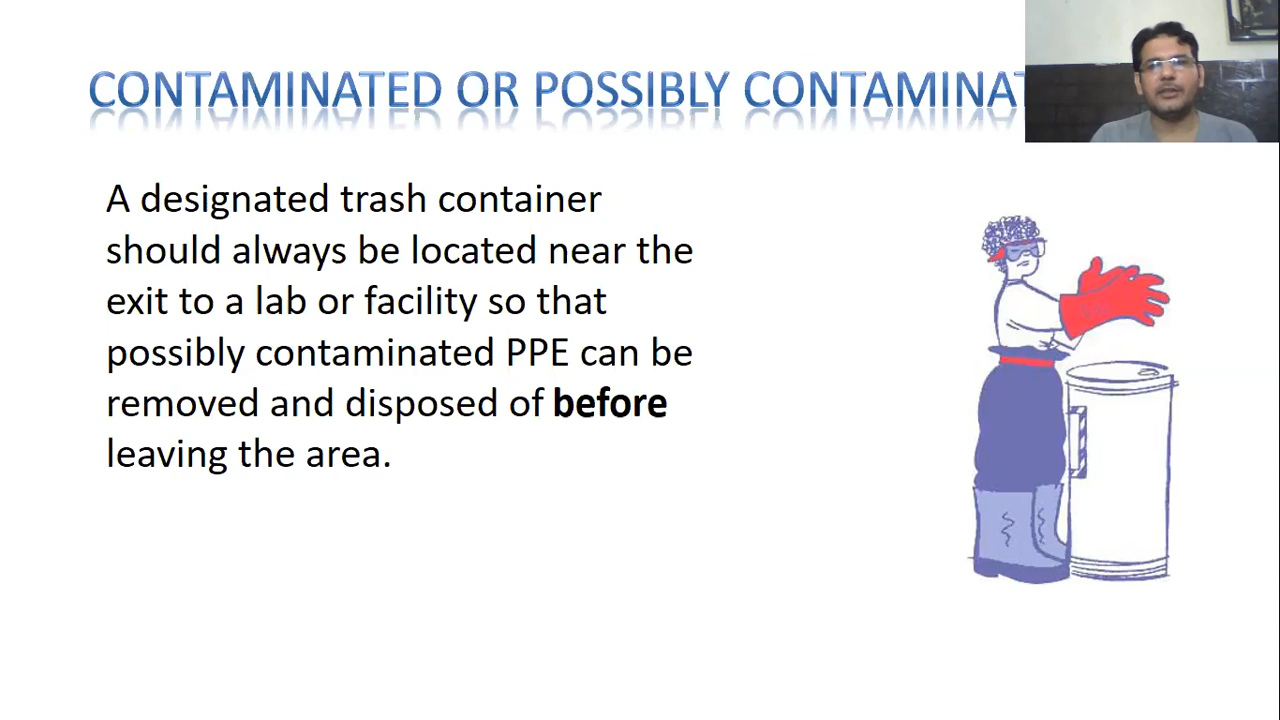 CONTAMINATED OR POSSIBLY CONTAMINAT
A designated trash container
should always be located near the
exit to a lab or facility so that
possibly contaminated PPE can be
removed and disposed of before
leaving the area.